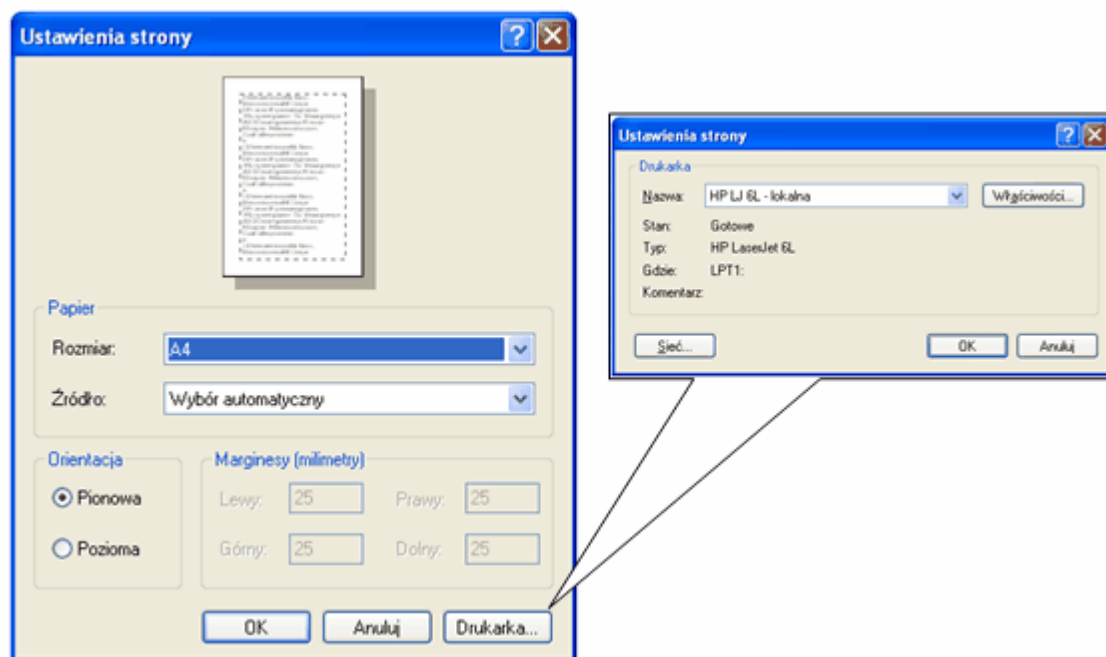 Ustawienia strony
Papier
Rozmiar: A4
Źródło: Wybór automatyczny
Orientacja
Pionowa
Pozioma
Marginesy (milimetry)
Lewy: 25 Prawy: 25
Górny: 25 Dolny: 25
OK Anuluj Drukarka...
Ustawienia strony
Drukarka
Nazwa: HP LJ 6L - lokalna Właściwości...
Stan: Gotowe
Typ: HP LaserJet 6L
Gdzie: LPT1:
Komentarz:
Sieć... OK Anuluj